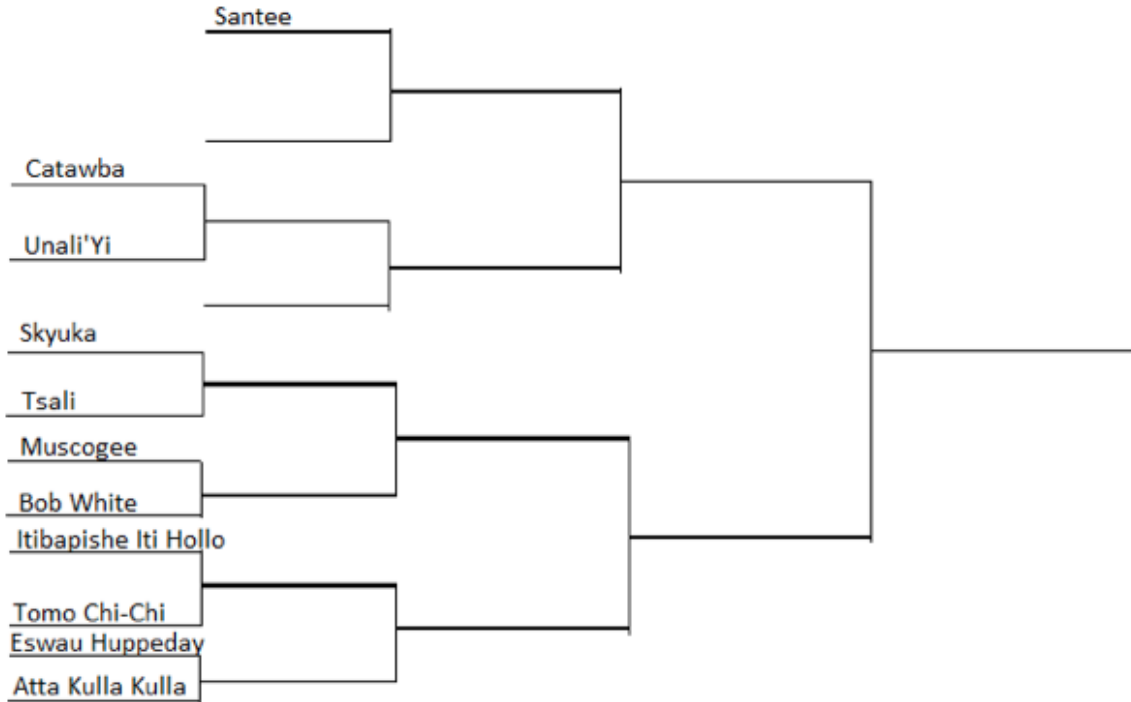 Santee
Catawba
Unali'Yi
Skyuka
Tsali
Muscogee
Bob White
Itibapishe Iti Hollo
Tomo Chi-Chi
Eswau Huppeday
Atta Kulla Kulla